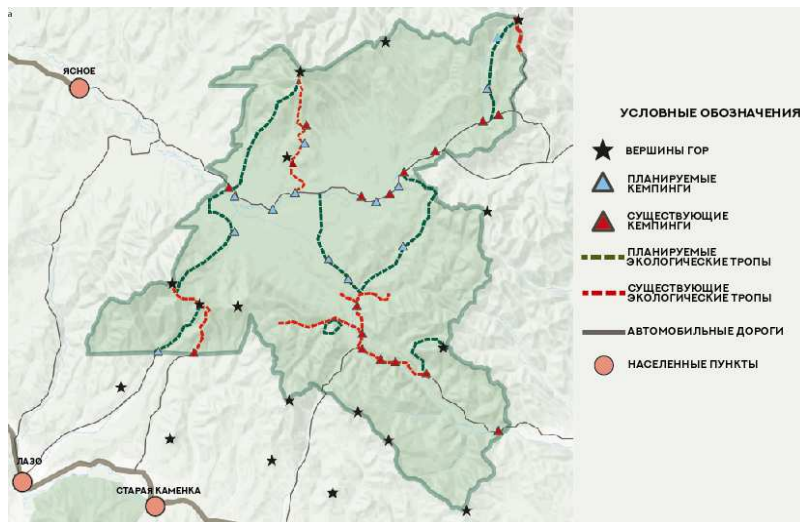 а
ЯСНОЕ
ЛАЗО
СТАРАЯ КАМЕНКА
УСЛОВНЫЕ ОБОЗНАЧЕНИЯ
ВЕРШИНЫ ГОР
ПЛАНИРУЕМЫЕ
КЕМПИНГИ
СУЩЕСТВУЮЩИЕ
КЕМПИНГИ
ПЛАНИРУЕМЫЕ
ЭКОЛОГИЧЕСКИЕ ТРОПЫ
СУЩЕСТВУЮЩИЕ
ЭКОЛОГИЧЕСКИЕ ТРОПЫ
АВТОМОБИЛЬНЫЕ ДОРОГИ
НАСЕЛЕННЫЕ ПУНКТЫ